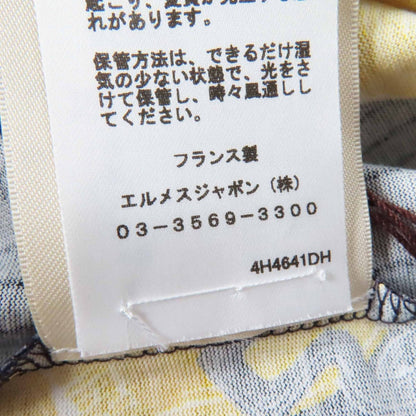 れがあります。
保管方法は、できるだけ湿
気の少ない状態で、光をさ
けて保管し、時々風通し
してください。
フランス製
エルメスジャポン（株）
03-3569-3300
4H4641DH